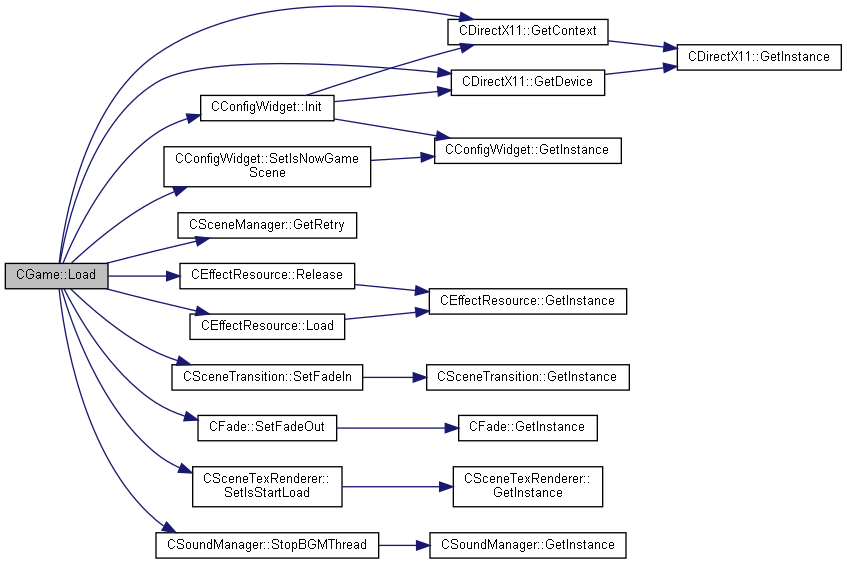 CDirectX11::GetContext
CDirectX11::GetInstance
CDirectX11::GetDevice
CConfigWidget::Init
CConfigWidget::GetInstance
CConfigWidget::SetIsNowGame
Scene
CSceneManager::GetRetry
CGame::Load
CEffectResource::Release
CEffectResource::GetInstance
CEffectResource::Load
CSceneTransition::SetFadeIn
CSceneTransition::GetInstance
CFade::SetFadeOut
CFade::GetInstance
CSceneTexRenderer::
SetIsStartLoad
CSceneTexRenderer::
GetInstance
CSoundManager::StopBGMThread
CSoundManager::GetInstance